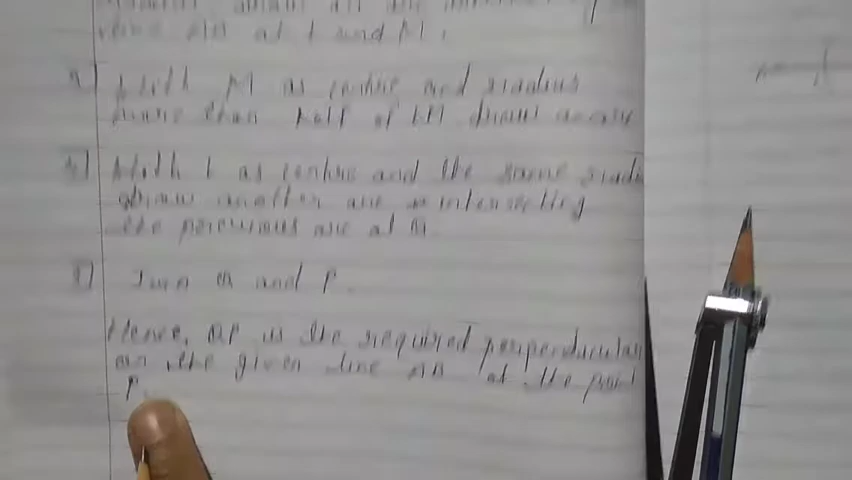 at L and M.
With M as centre and radius
more than half of LM draw an arc
With L as centre and the same radi
draw another arc intersecting
the previous arc at Q.
Join Q and P.
Hence, QP is the required perpendicular
on the given line AB at the point
P.